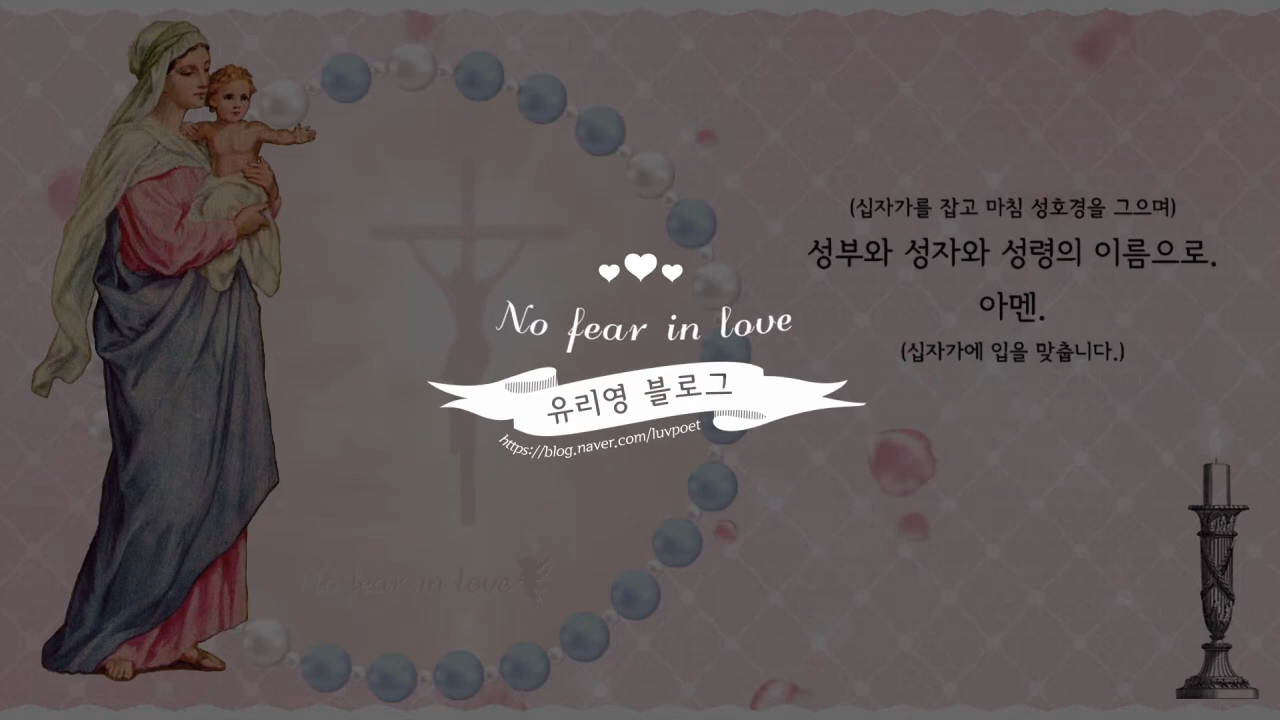 (십자가를 잡고 마침 성호경을 그으며)
성부와 성자와 성령의 이름으로.
아멘.
(십자가에 입을 맞춥니다.)
No fear in love
유리영 블로그
https://blog.naver.com/luvpoet
No fear in love